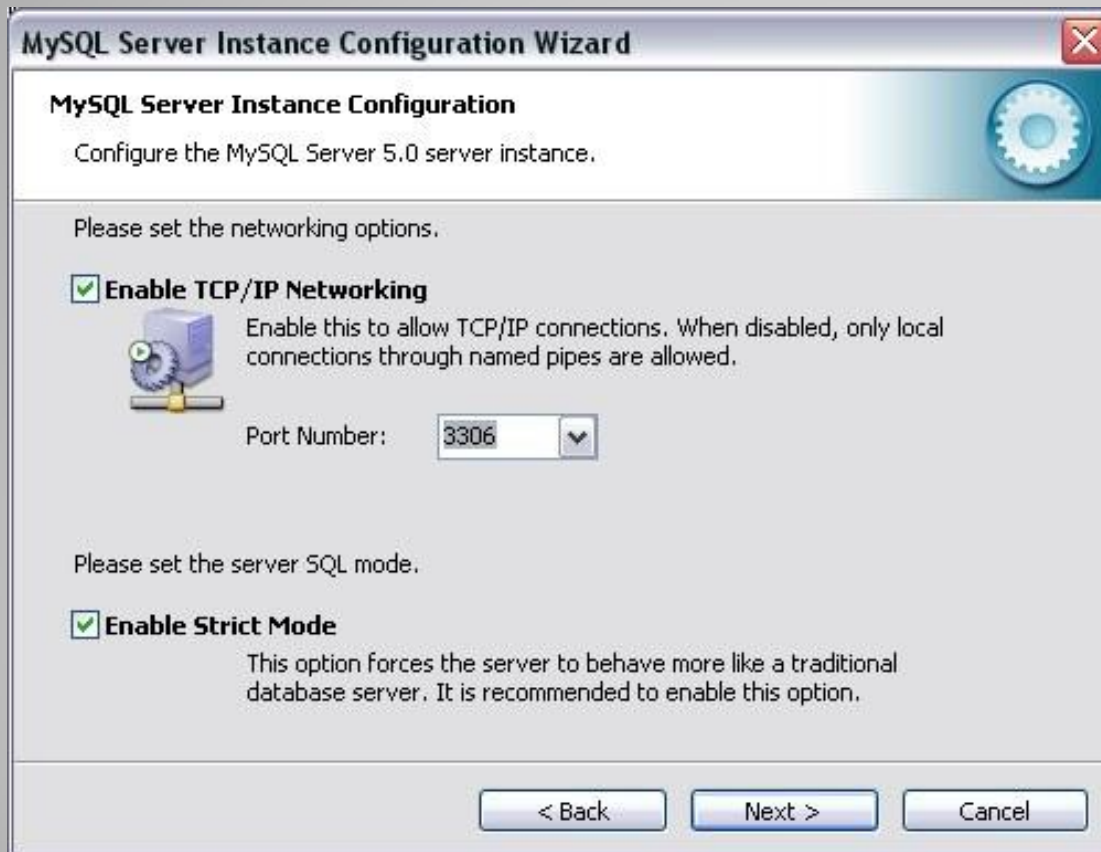 MySQL Server Instance Configuration Wizard
MySQL Server Instance Configuration
Configure the MySQL Server 5.0 server instance.
Please set the networking options.
Enable TCP/IP Networking
Enable this to allow TCP/IP connections. When disabled, only local
connections through named pipes are allowed.
Port Number: 3306
Please set the server SQL mode.
Enable Strict Mode
This option forces the server to behave more like a traditional
database server. It is recommended to enable this option.
< Back Next > Cancel